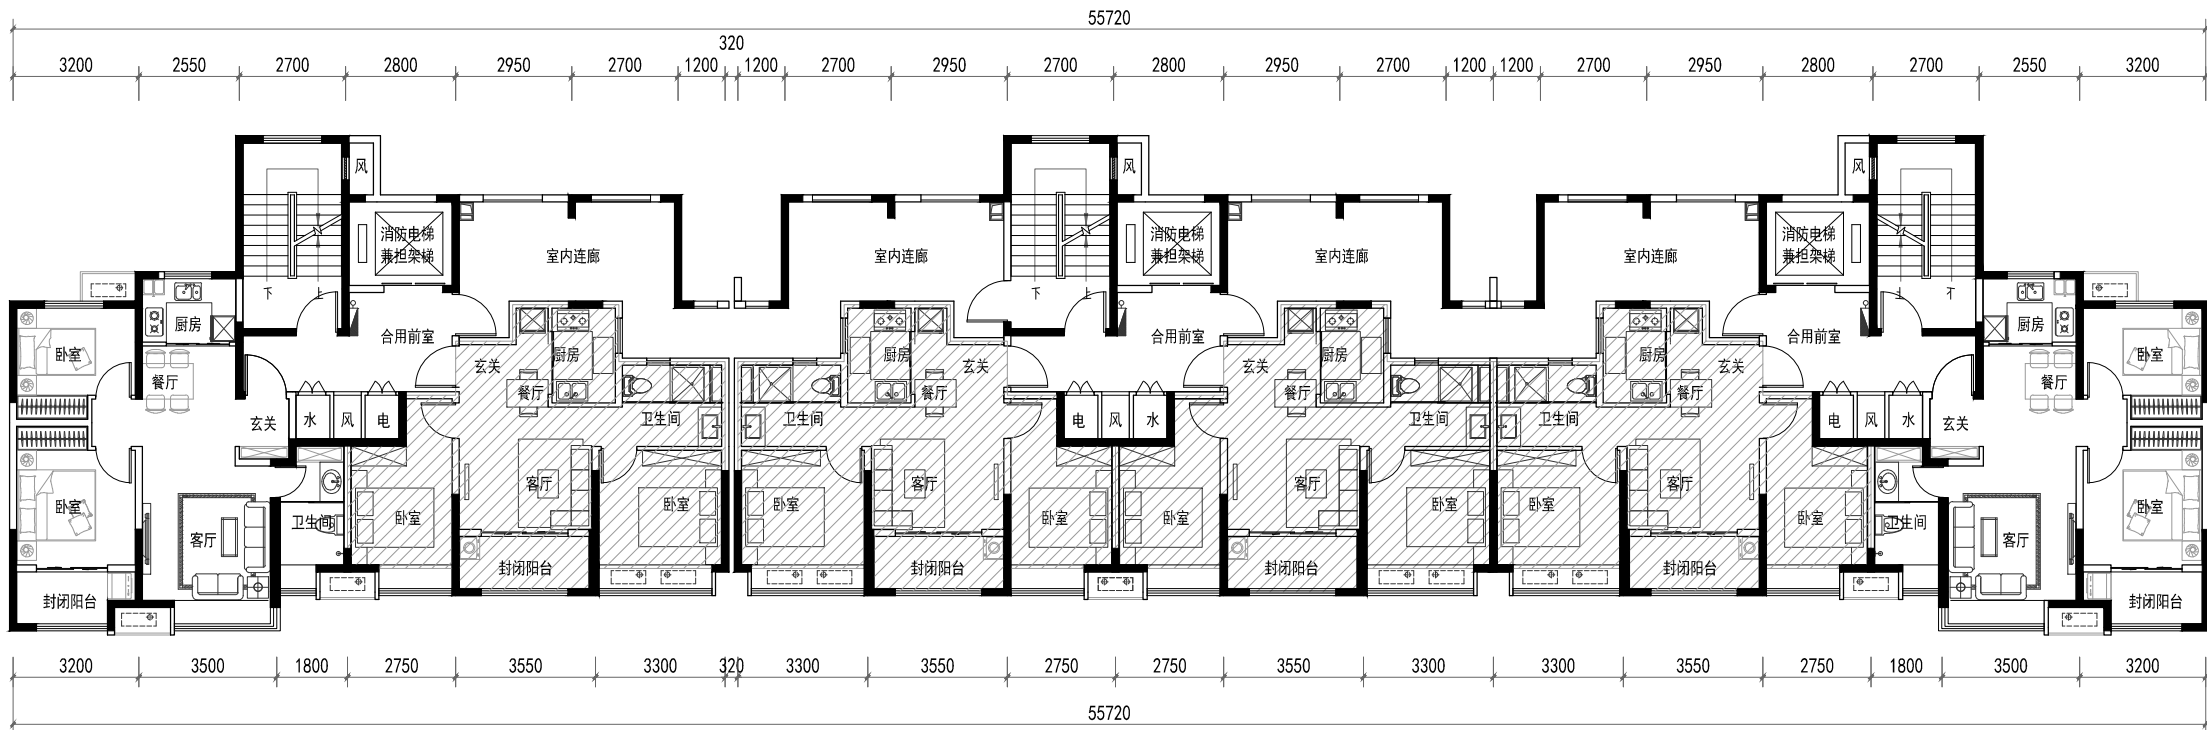 55720
320
3200 2550 2700 2800 2950 2700 1200 1200 2700 2950 2700 2800 2950 2700 1200 1200 2700 2950 2800 2700 2550 3200
风 风 风
消防电梯 消防电梯 消防电梯
兼担架梯 兼担架梯 兼担架梯
室内连廊 室内连廊 室内连廊 室内连廊
下 上 下 上 上 下
厨房 合用前室 合用前室 合用前室 厨房
卧室 厨房 厨房 厨房 厨房 卧室
玄关 玄关 玄关 玄关
餐厅 餐厅
餐厅 餐厅 餐厅 餐厅
玄关 水 风 电 卫生间 卫生间 电 风 水 卫生间 卫生间 电 风 水 玄关
客厅 客厅 客厅 客厅
卧室 卧室 卧室 卧室 卧室 卧室
卧室 卧室 卧室 卧室
卫生间 卫生间
客厅 客厅
封闭阳台 封闭阳台 封闭阳台 封闭阳台
封闭阳台 封闭阳台
3200 3500 1800 2750 3550 3300 320 3300 3550 2750 2750 3550 3300 3300 3550 2750 1800 3500 3200
55720